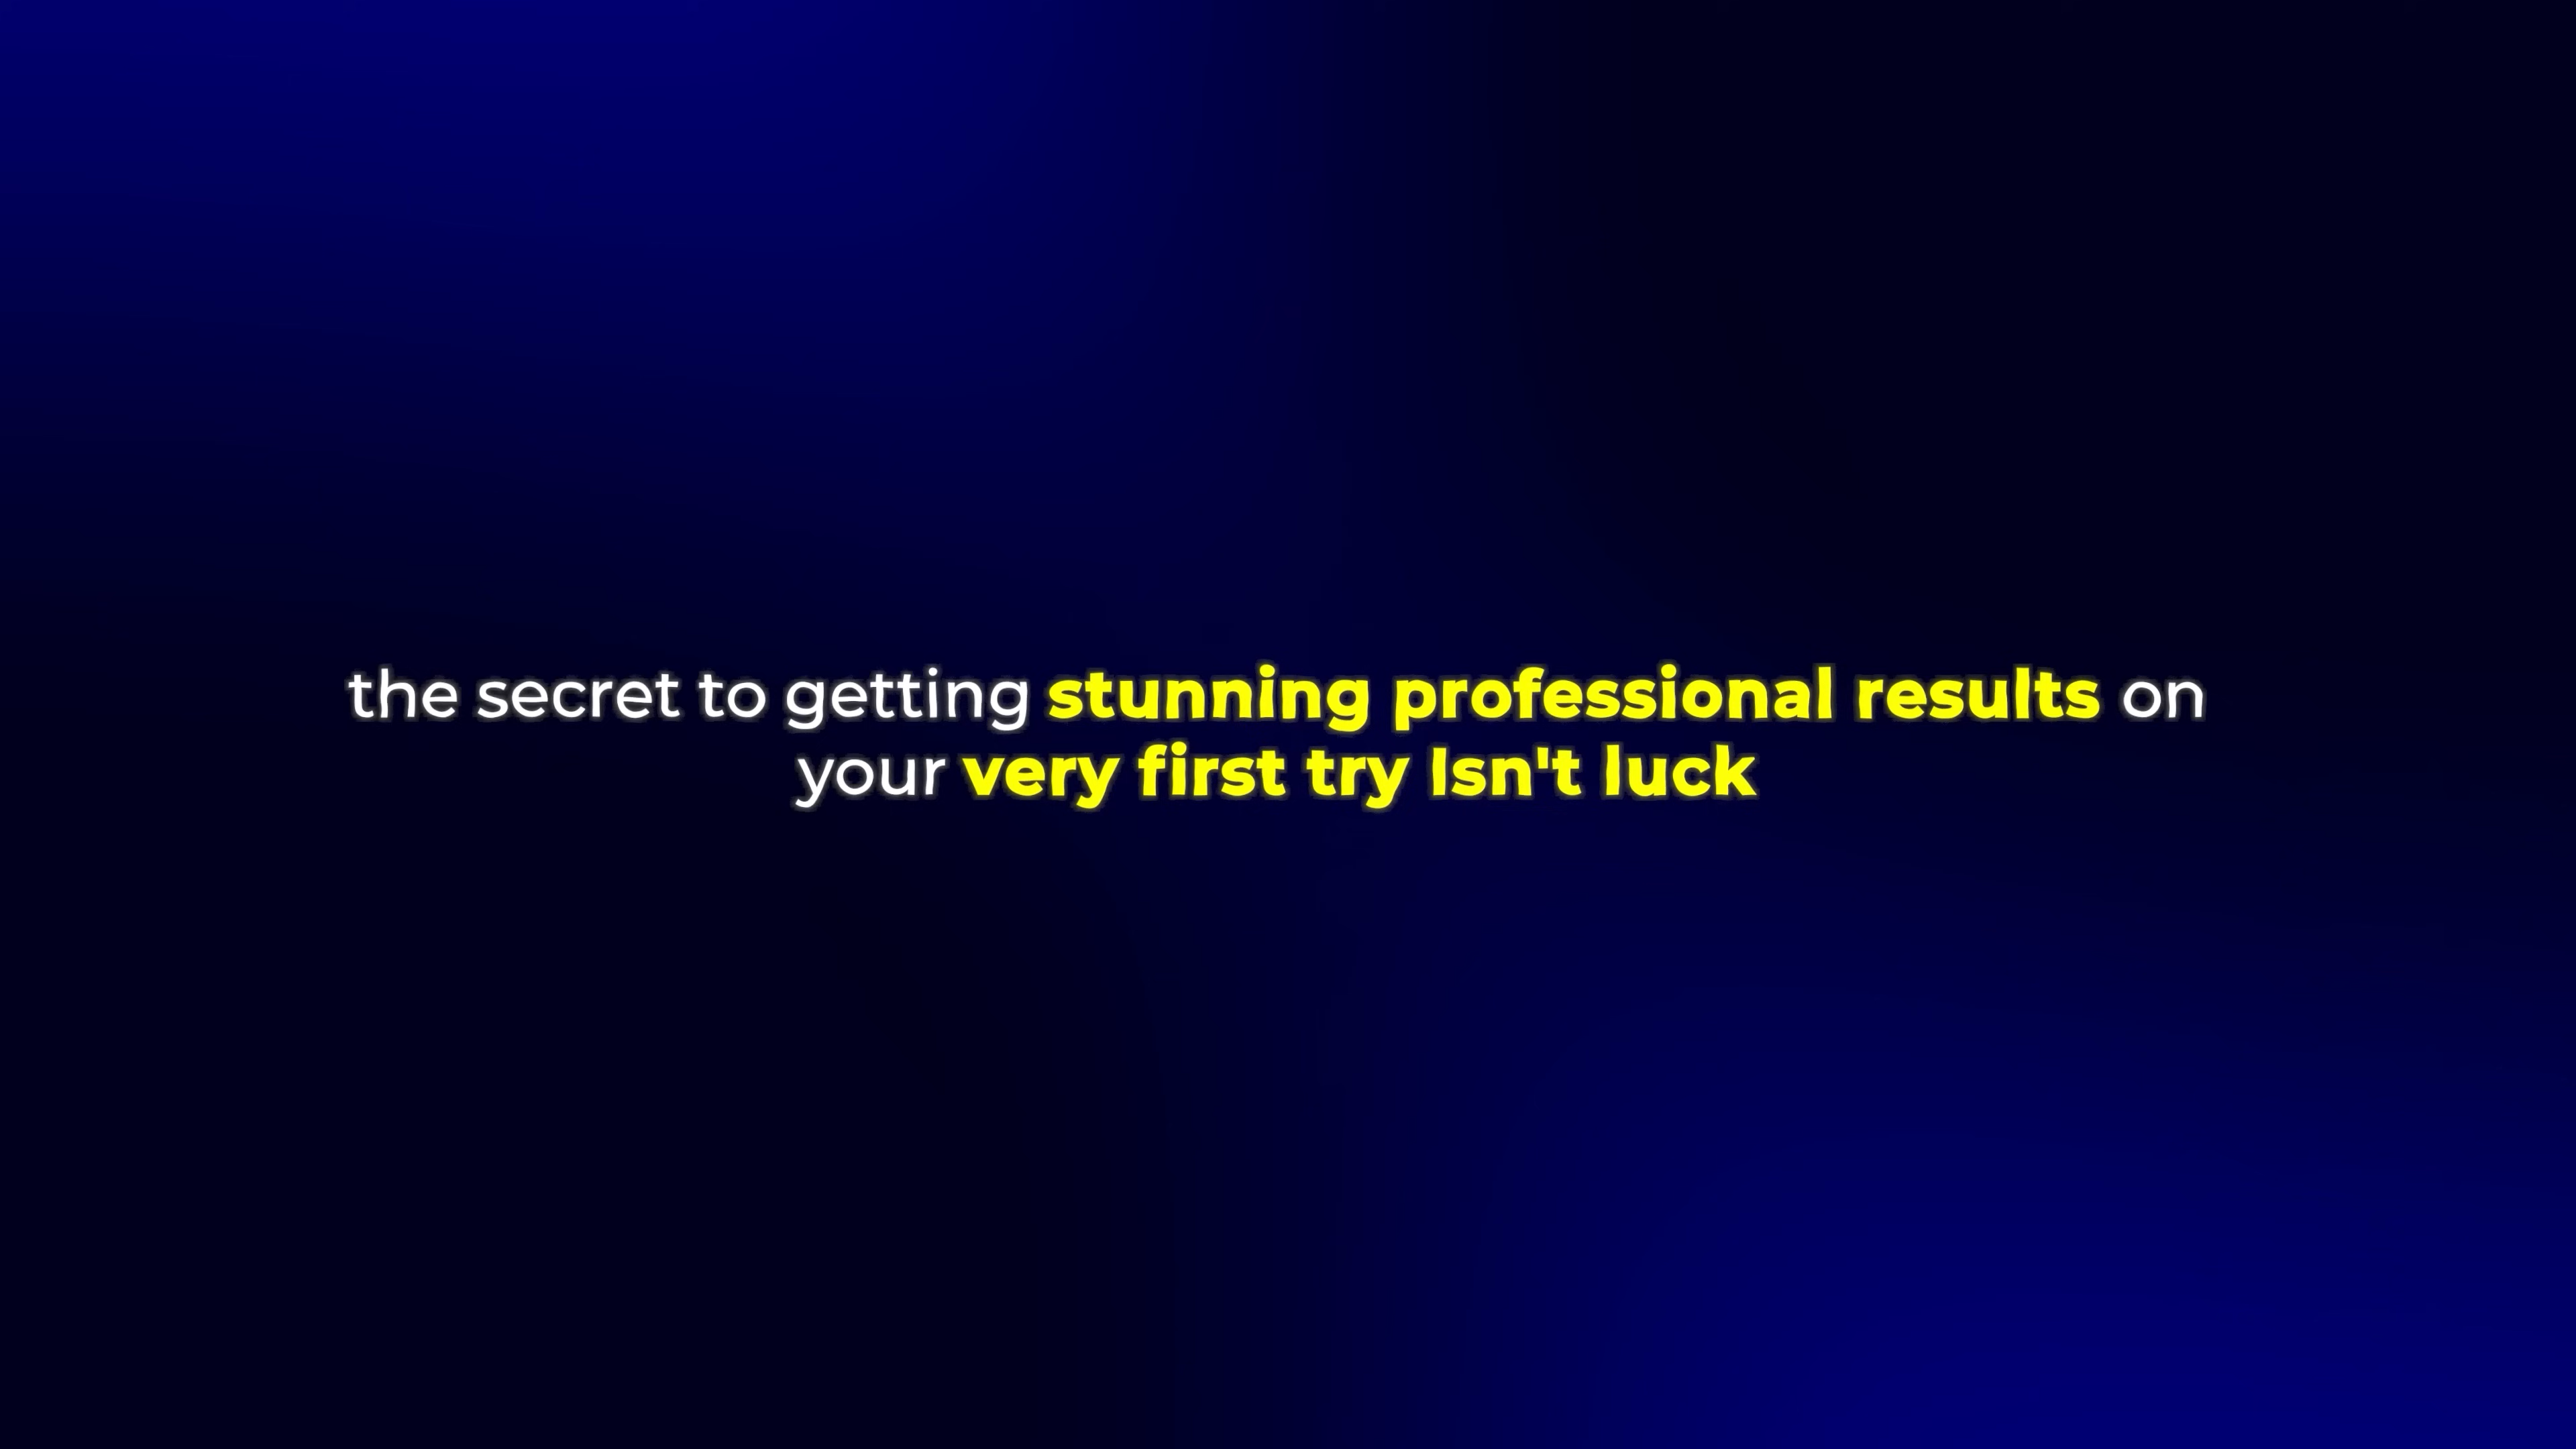 the secret to getting stunning professional results on
your very first try Isn't luck